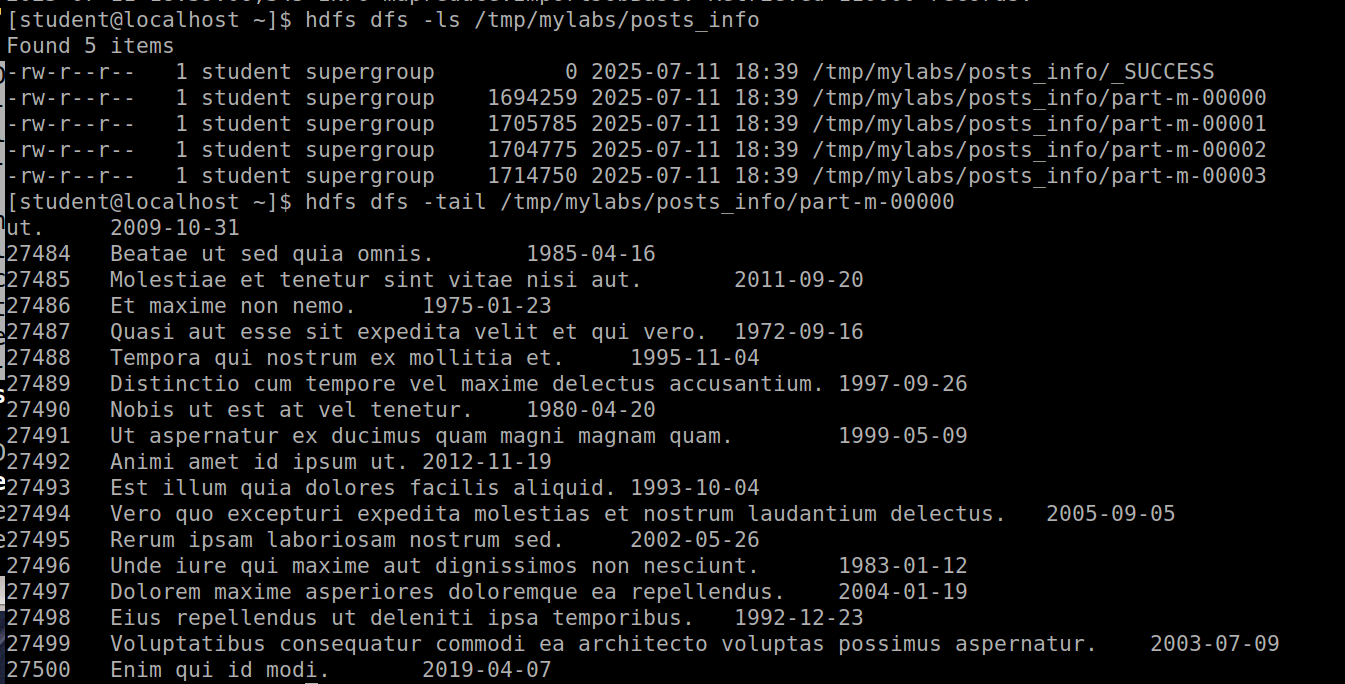 [student@localhost ~]$ hdfs dfs -ls /tmp/mylabs/posts_info
Found 5 items
-rw-r--r--   1 student supergroup          0 2025-07-11 18:39 /tmp/mylabs/posts_info/_SUCCESS
-rw-r--r--   1 student supergroup    1694259 2025-07-11 18:39 /tmp/mylabs/posts_info/part-m-00000
-rw-r--r--   1 student supergroup    1705785 2025-07-11 18:39 /tmp/mylabs/posts_info/part-m-00001
-rw-r--r--   1 student supergroup    1704775 2025-07-11 18:39 /tmp/mylabs/posts_info/part-m-00002
-rw-r--r--   1 student supergroup    1714750 2025-07-11 18:39 /tmp/mylabs/posts_info/part-m-00003
[student@localhost ~]$ hdfs dfs -tail /tmp/mylabs/posts_info/part-m-00000
ut.     2009-10-31
27484   Beatae ut sed quia omnis.       1985-04-16
27485   Molestiae et tenetur sint vitae nisi aut.       2011-09-20
27486   Et maxime non nemo.     1975-01-23
27487   Quasi aut esse sit expedita velit et qui vero.  1972-09-16
27488   Tempora qui nostrum ex mollitia et.     1995-11-04
27489   Distinctio cum tempore vel maxime delectus accusantium. 1997-09-26
27490   Nobis ut est at vel tenetur.    1980-04-20
27491   Ut aspernatur ex ducimus quam magni magnam quam.        1999-05-09
27492   Animi amet id ipsum ut. 2012-11-19
27493   Est illum quia dolores facilis aliquid. 1993-10-04
27494   Vero quo excepturi expedita molestias et nostrum laudantium delectus.   2005-09-05
27495   Rerum ipsam laboriosam nostrum sed.     2002-05-26
27496   Unde iure qui maxime aut dignissimos non nesciunt.      1983-01-12
27497   Dolorem maxime asperiores doloremque ea repellendus.    2004-01-19
27498   Eius repellendus ut deleniti ipsa temporibus.   1992-12-23
27499   Voluptatibus consequatur commodi ea architecto voluptas possimus aspernatur.    2003-07-09
27500   Enim qui id modi.       2019-04-07